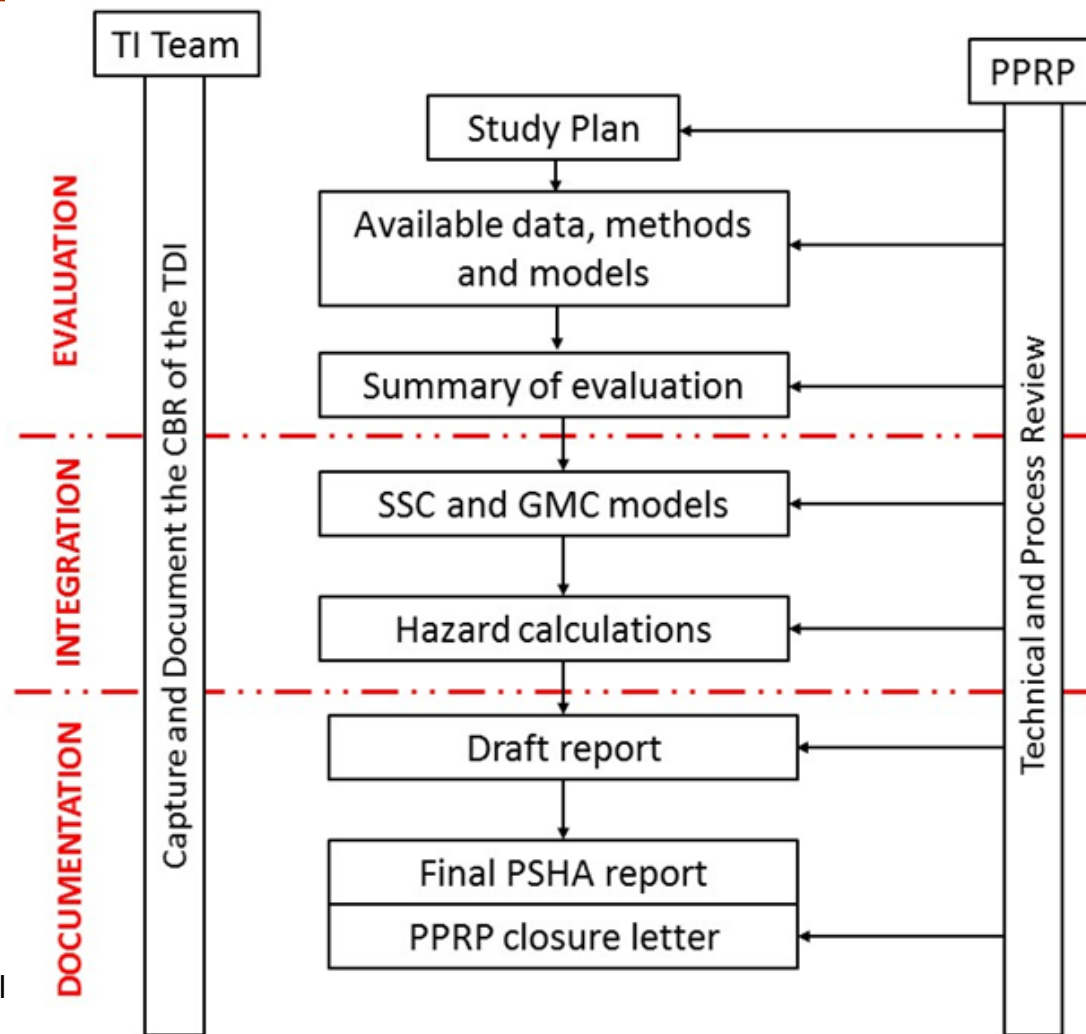 TI Team
PPRP
Study Plan
Available data, methods
and models
Summary of evaluation
EVALUATION
Capture and Document the CBR of the TDI
Technical and Process Review
SSC and GMC models
Hazard calculations
INTEGRATION
Draft report
Final PSHA report
PPRP closure letter
DOCUMENTATION
l